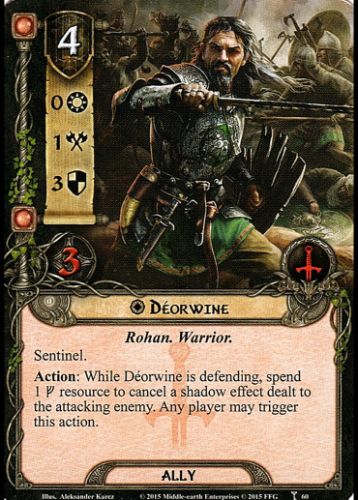 4
0
1
3
3
Déorwine
Rohan. Warrior.
Sentinel.
Action: While Déorwine is defending, spend
1 resource to cancel a shadow effect dealt to
the attacking enemy. Any player may trigger
this action.
ALLY
Illus. Aleksander Karcz © 2015 Middle-earth Enterprises © 2015 FFG 60